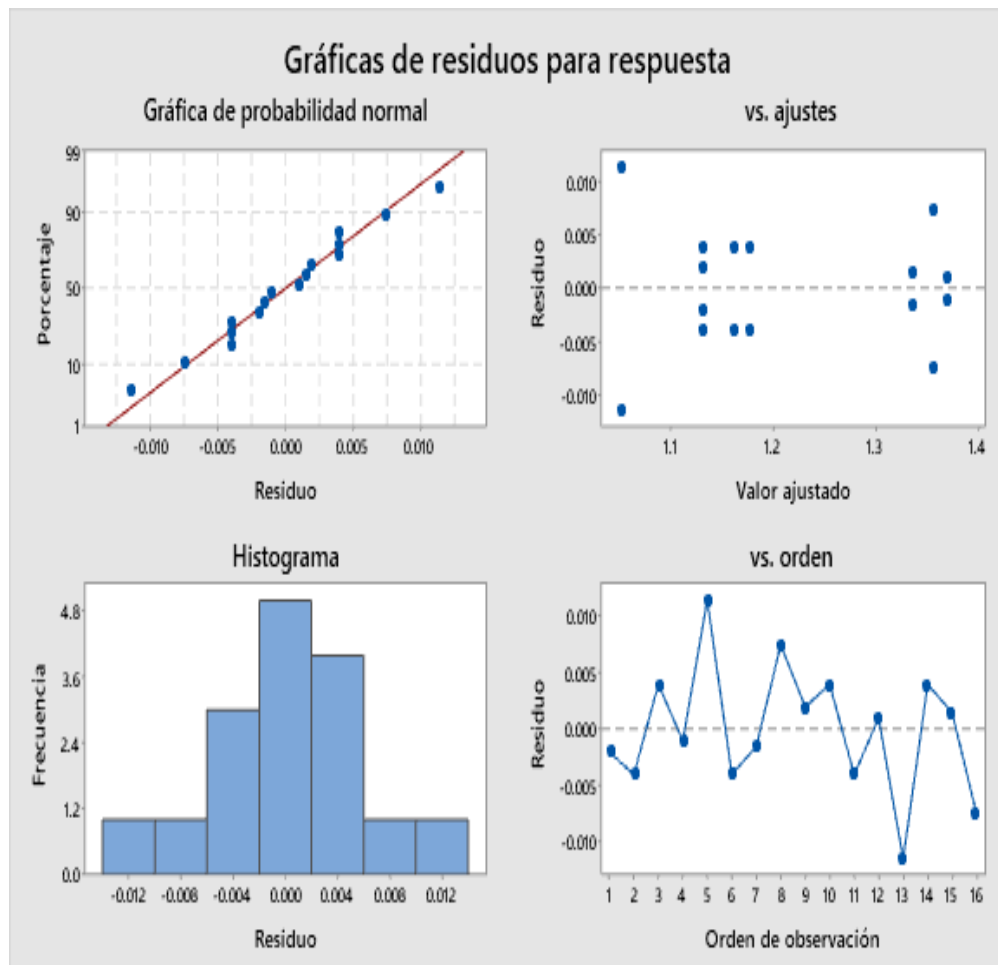 Gráficas de residuos para respuesta
Gráfica de probabilidad normal
99
90
50
10
1
Porcentaje
-0.010 -0.005 0.000 0.005 0.010
Residuo
vs. ajustes
0.010
0.005
0.000
-0.005
-0.010
Residuo
1.1 1.2 1.3 1.4
Valor ajustado
Histograma
4.8
3.6
2.4
1.2
0.0
Frecuencia
-0.012 -0.008 -0.004 0.000 0.004 0.008 0.012
Residuo
vs. orden
0.010
0.005
0.000
-0.005
-0.010
Residuo
1 2 3 4 5 6 7 8 9 10 11 12 13 14 15 16
Orden de observación